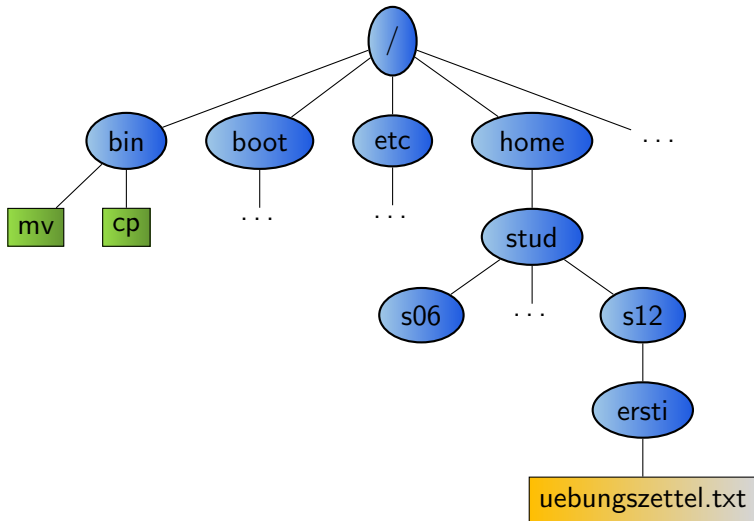 /
bin boot etc home . . .
mv cp . . . . . . stud
s06 . . . s12
ersti
uebungszettel.txt